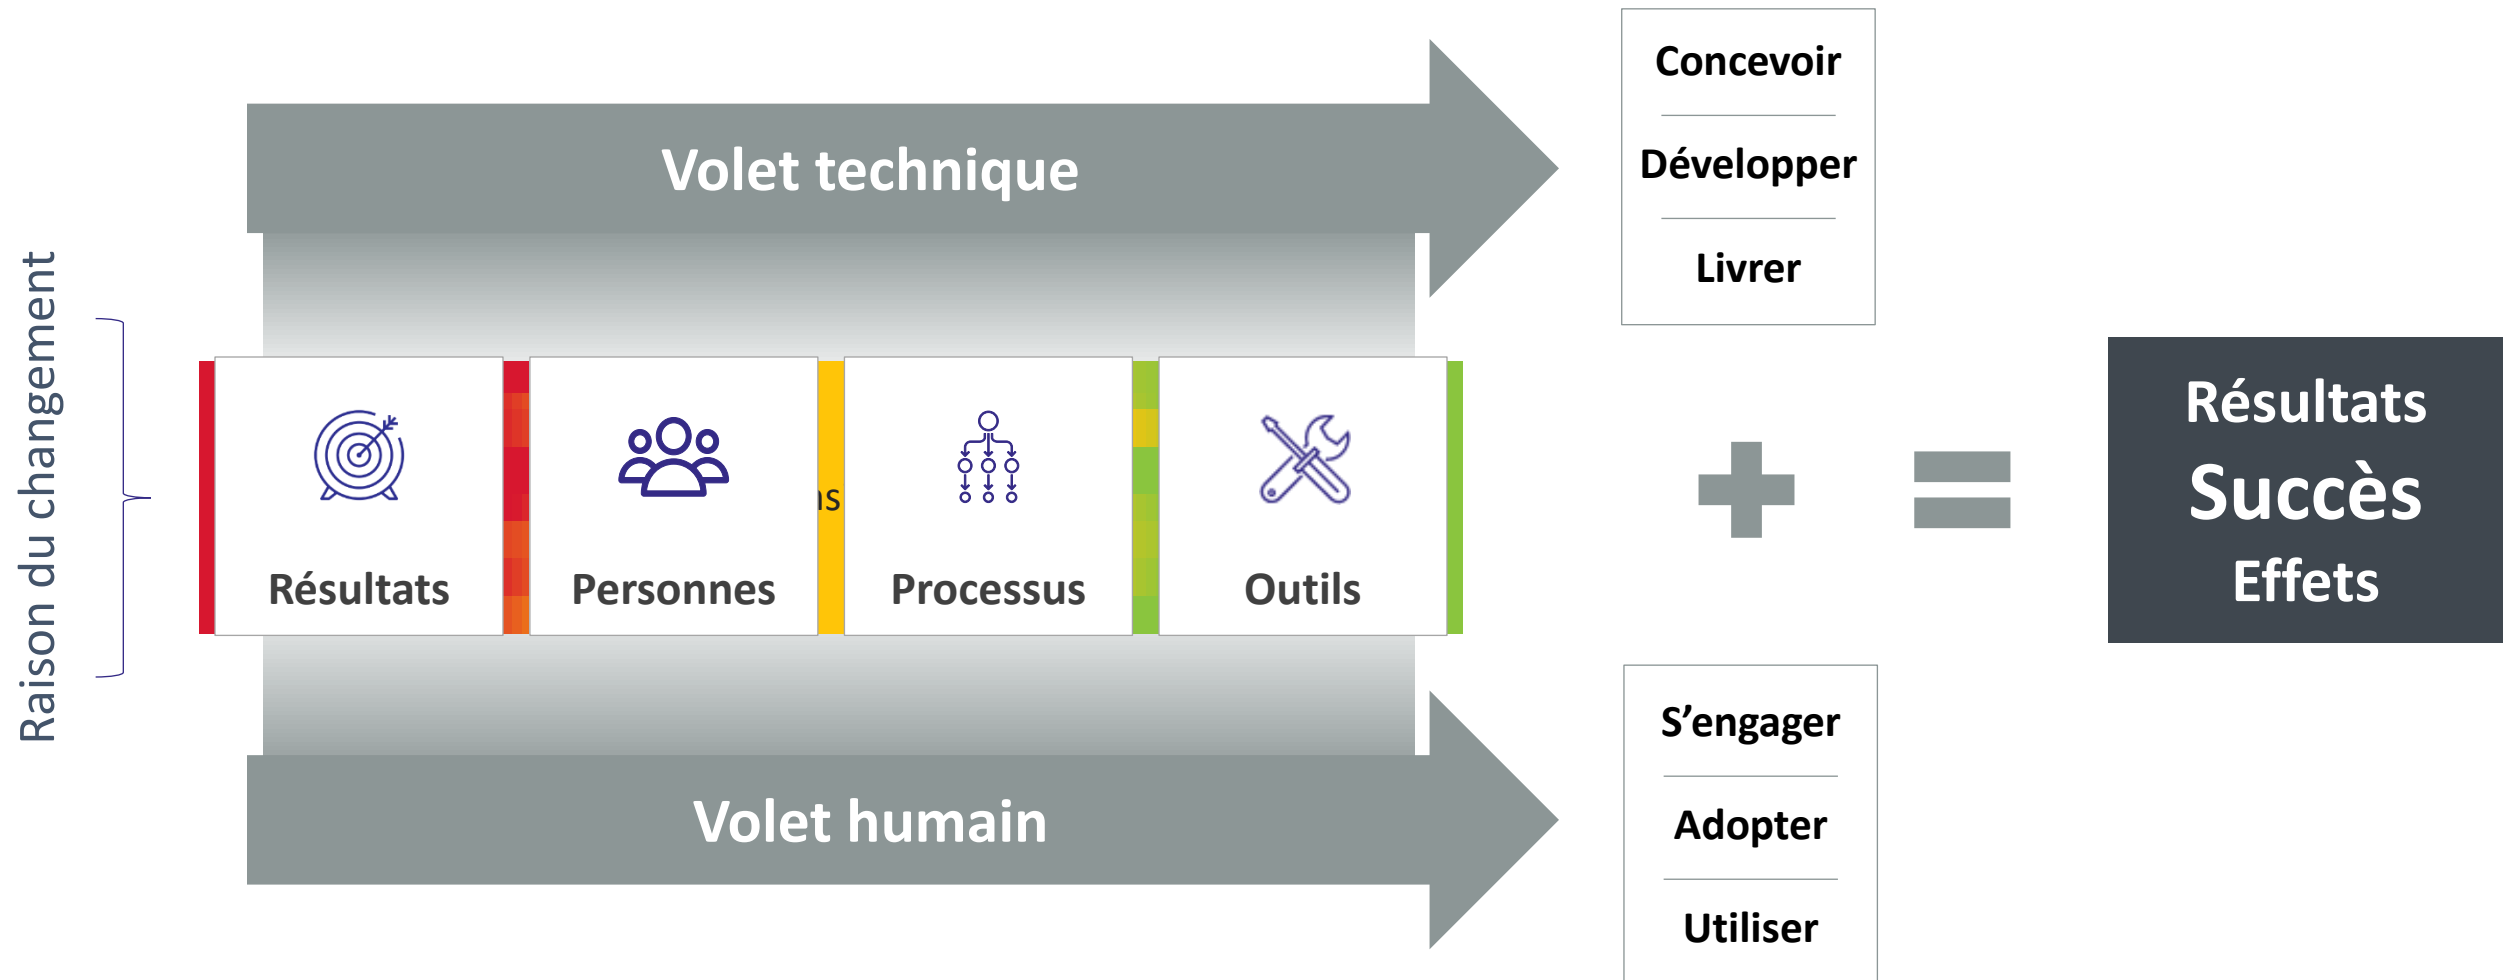 Raison du changement
Volet technique
Concevoir
Développer
Livrer
Résultats
Personnes
Processus
Outils
Résultats
Succès
Effets
Volet humain
S’engager
Adopter
Utiliser